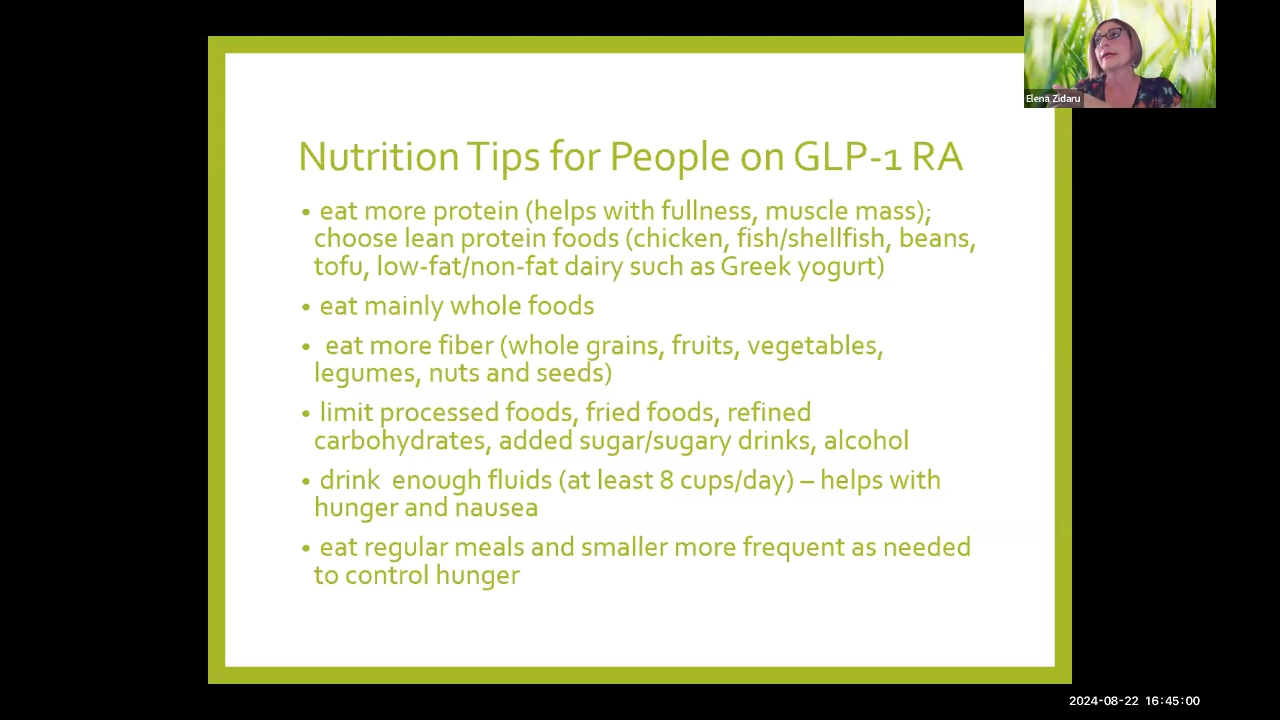 Elena Zidaru
Nutrition Tips for People on GLP-1 RA
• eat more protein (helps with fullness, muscle mass);
choose lean protein foods (chicken, fish/shellfish, beans,
tofu, low-fat/non-fat dairy such as Greek yogurt)
• eat mainly whole foods
• eat more fiber (whole grains, fruits, vegetables,
legumes, nuts and seeds)
• limit processed foods, fried foods, refined
carbohydrates, added sugar/sugary drinks, alcohol
• drink enough fluids (at least 8 cups/day) – helps with
hunger and nausea
• eat regular meals and smaller more frequent as needed
to control hunger
2024-08-22 16:45:00